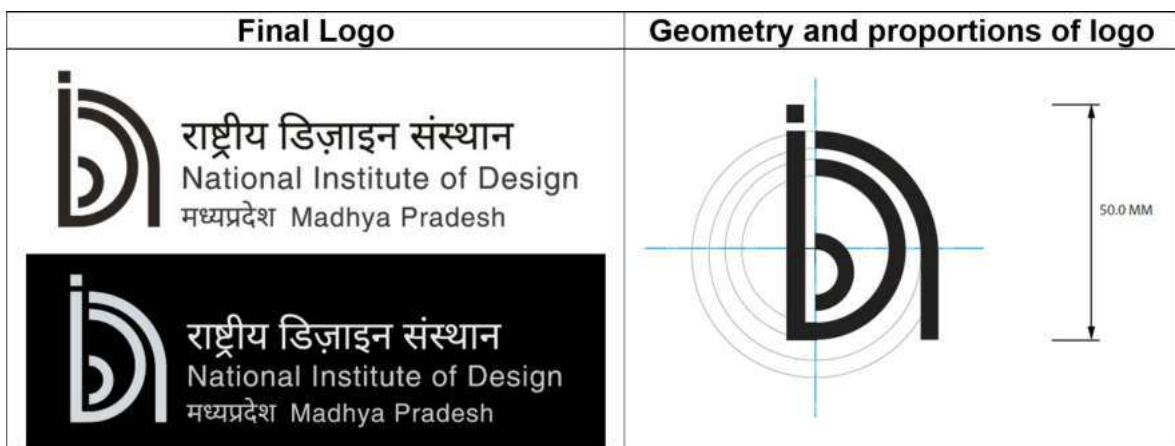 Final Logo
राष्ट्रीय डिज़ाइन संस्थान
National Institute of Design
मध्यप्रदेश Madhya Pradesh
राष्ट्रीय डिज़ाइन संस्थान
National Institute of Design
मध्यप्रदेश Madhya Pradesh
Geometry and proportions of logo
50.0 MM